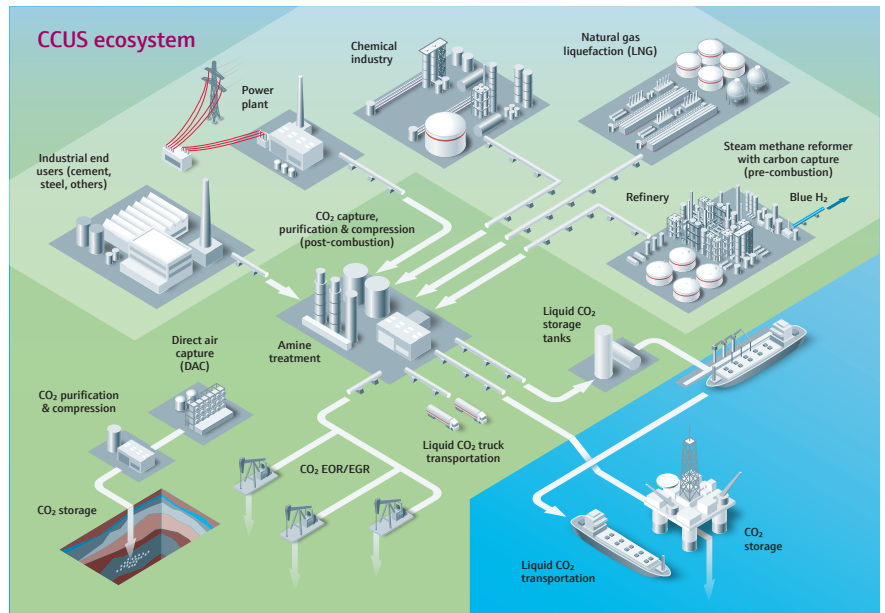 CCUS ecosystem
Chemical
industry
Natural gas
liquefaction (LNG)
Power
plant
Industrial end
users (cement,
steel, others)
Steam methane reformer
with carbon capture
(pre-combustion)
Refinery
Blue H₂
CO₂ capture,
purification & compression
(post-combustion)
Amine
treatment
Liquid CO₂
storage
tanks
Direct air
capture
(DAC)
CO₂ purification
& compression
Liquid CO₂ truck
transportation
CO₂ EOR/EGR
CO₂ storage
CO₂
storage
Liquid CO₂
transportation